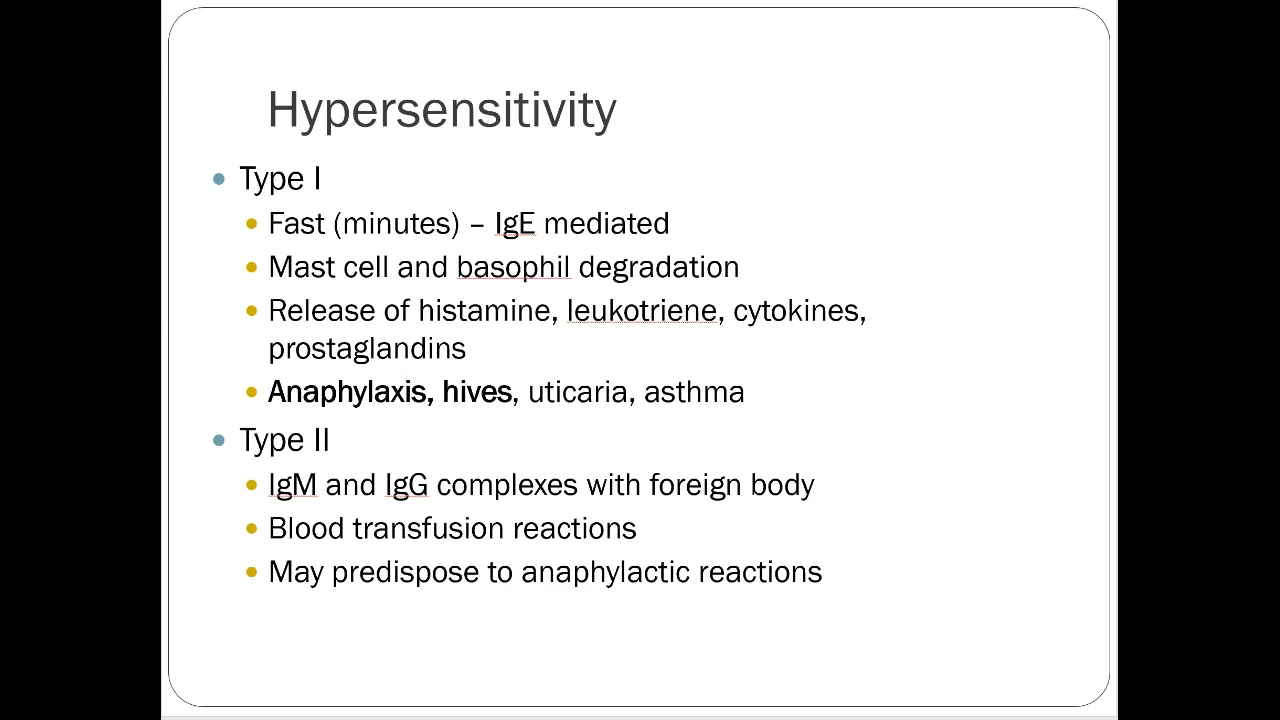 Hypersensitivity
• Type I
• Fast (minutes) – IgE mediated
• Mast cell and basophil degradation
• Release of histamine, leukotriene, cytokines,
prostaglandins
• Anaphylaxis, hives, uticaria, asthma
• Type II
• IgM and IgG complexes with foreign body
• Blood transfusion reactions
• May predispose to anaphylactic reactions